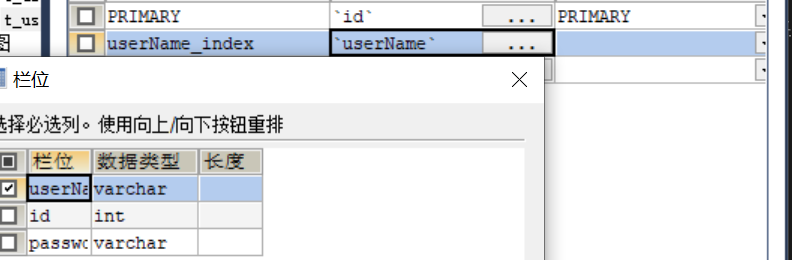 PRIMARY `id` ... PRIMARY
t_us userName_index `userName` ...
图
栏位
选择必选列。使用向上/向下按钮重排
栏位 数据类型 长度
userNa varchar
id int
passwo varchar